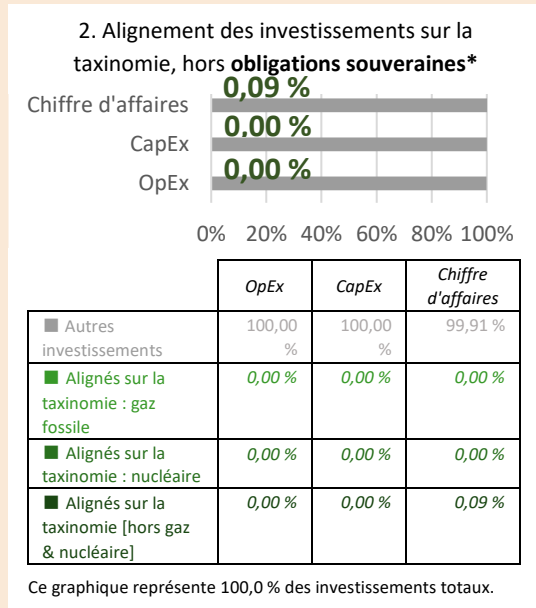 2. Alignement des investissements sur la
taxinomie, hors obligations souveraines*
Chiffre d'affaires 0,09 %
CapEx 0,00 %
OpEx 0,00 %
0% 20% 40% 60% 80% 100%
OpEx CapEx Chiffre
d'affaires
■ Autres 100,00 100,00 99,91 %
investissements % %
■ Alignés sur la 0,00 % 0,00 % 0,00 %
taxinomie : gaz
fossile
■ Alignés sur la 0,00 % 0,00 % 0,00 %
taxinomie : nucléaire
■ Alignés sur la 0,00 % 0,00 % 0,09 %
taxinomie [hors gaz
& nucléaire]
Ce graphique représente 100,0 % des investissements totaux.